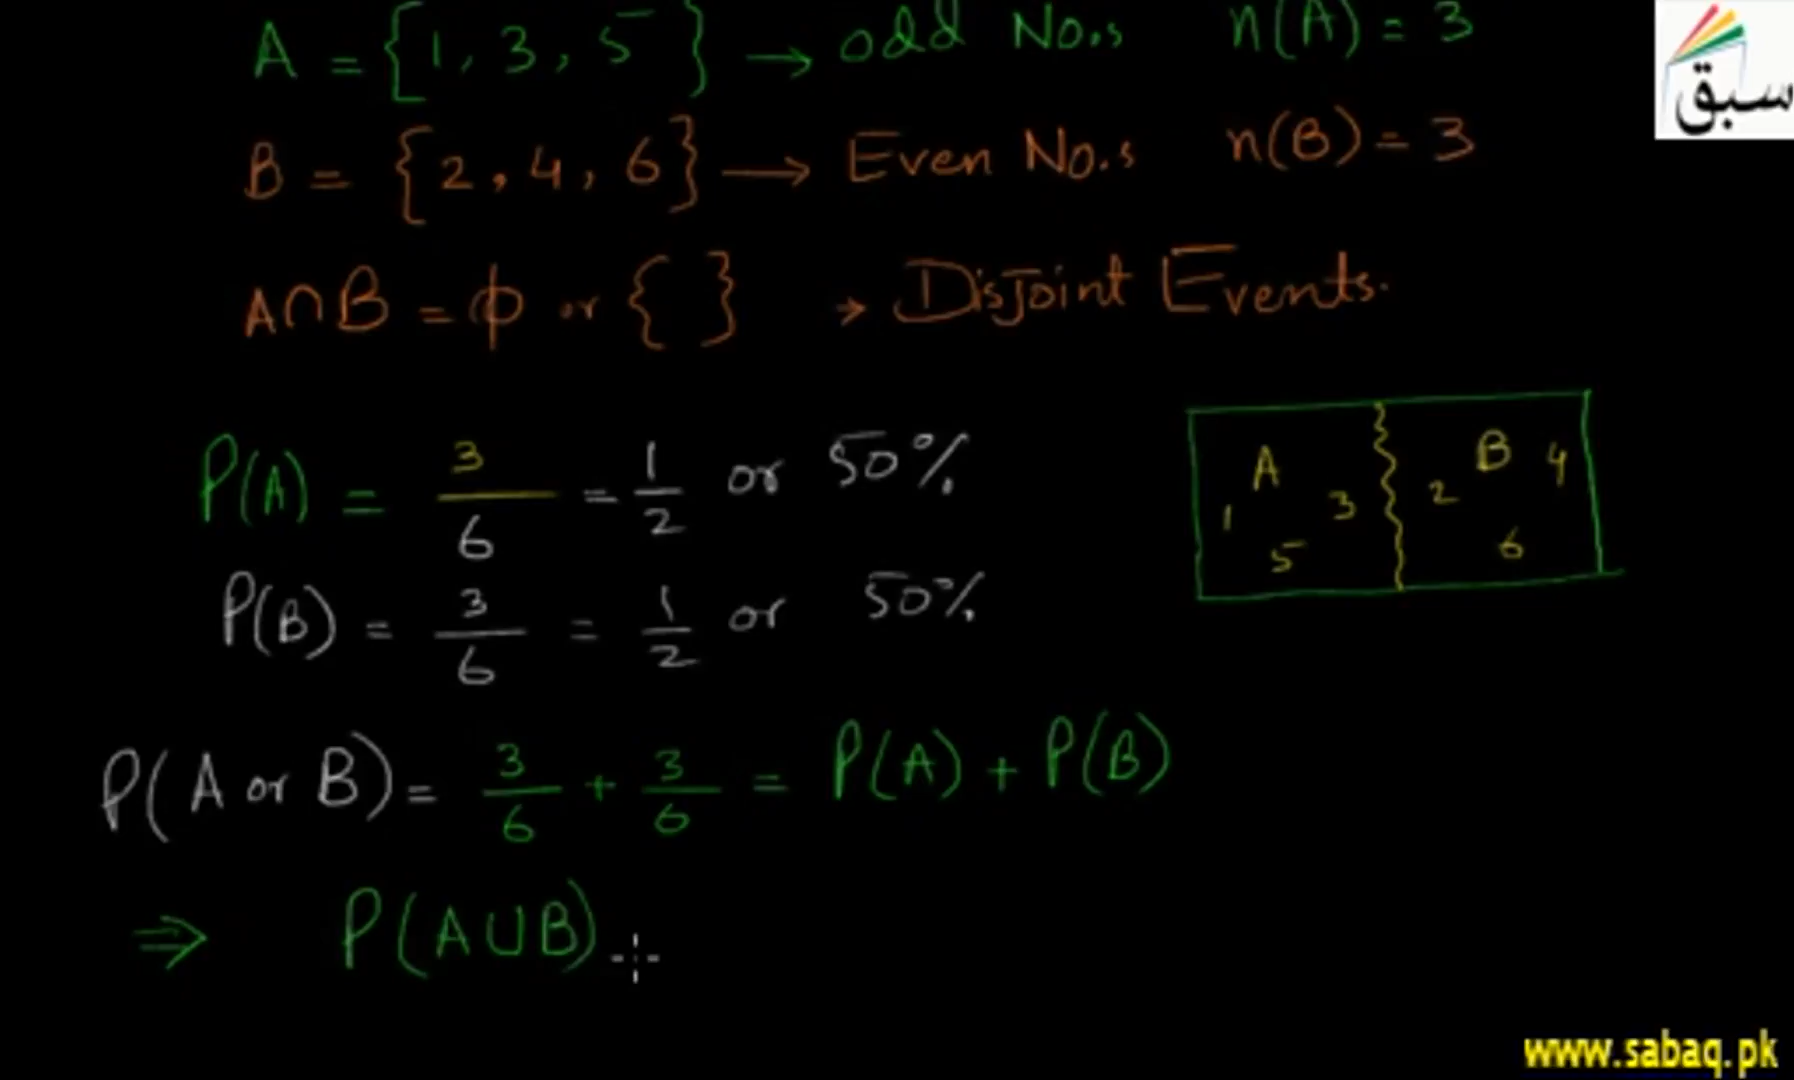 A = {1, 3, 5} → odd No.s n(A) = 3
سبق
B = {2, 4, 6} → Even No.s n(B) = 3
A∩B = ϕ or { } → Disjoint Events.
P(A) = 3/6 = 1/2 or 50%
A B 4
1 3 2
5 6
P(B) = 3/6 = 1/2 or 50%
P(A or B) = 3/6 + 3/6 = P(A) + P(B)
⇒ P(A∪B)
www.sabaq.pk